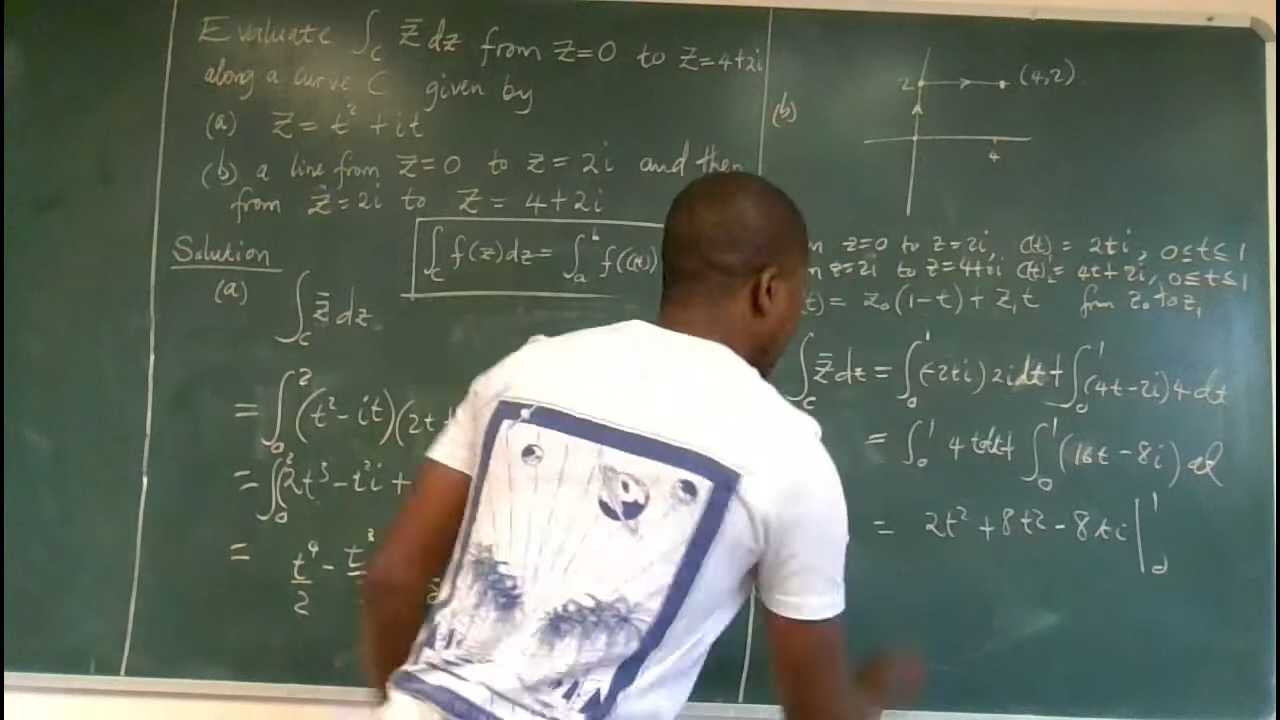 Evaluate ∫_C z̄ dz from z=0 to z=4+2i
along a curve C given by
(a) z = t² + it
(b) a line from z=0 to z = 2i and then
from z=2i to z = 4+2i
Solution
∫_C f(z)dz = ∫_a^b f(C(t))
(a)
∫_C z̄ dz
= ∫_0^2 (t² - it)(2t
= ∫_0^2 (2t³ - t²i +
= t⁴/2 - t³
(b)
2 (4,2)
4
z=0 to z=2i, C(t) = 2ti, 0≤t≤1
z=2i to z=4+2i C(t) = 4t+2i, 0≤t≤1
t) = z₀(1-t) + z₁t from z₀ to z₁
∫_C z̄ dz = ∫_0^1 (-2ti) 2i dt + ∫_0^1 (4t-2i) 4 dt
= ∫_0^1 4t dt + ∫_0^1 (16t - 8i) dt
= 2t² + 8t² - 8ti |_0^1